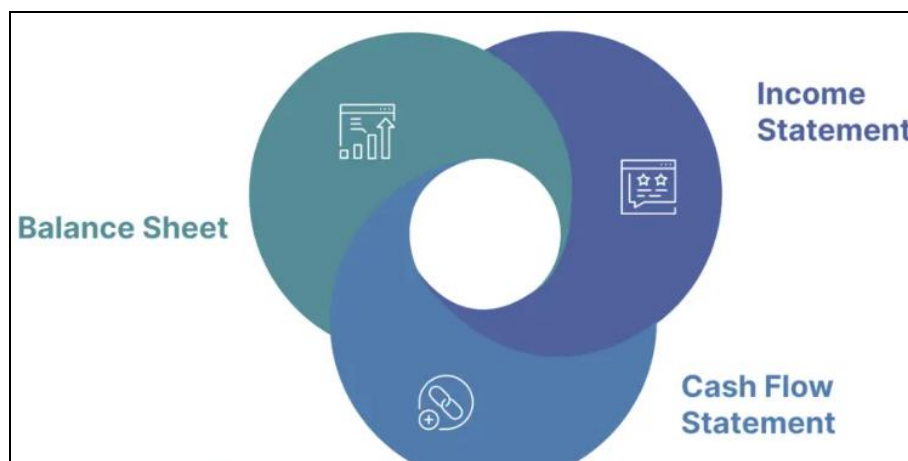 Income
Statement
Balance Sheet
Cash Flow
Statement